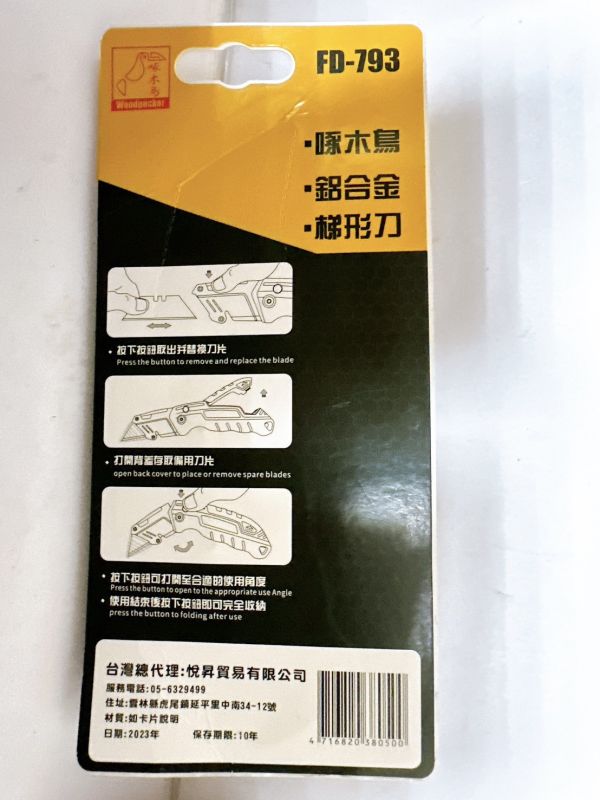 啄木鳥
Woodpecker
FD-793
·啄木鳥
·鋁合金
·梯形刀
·按下按鈕取出并替換刀片
Press the button to remove and replace the blade
·打開背蓋存取備用刀片
open back cover to place or remove spare blades
·按下按鈕可打開至合適的使用角度
Press the button to open to the appropriate use Angle
·使用結束後按下按鈕即可完全收納
press the button to folding after use
台灣總代理:悅昇貿易有限公司
服務電話:05-6329499
住址:雲林縣虎尾鎮延平里中南34-12號
材質:如卡片說明
日期:2023年 保存期限:10年
4 716820 380500